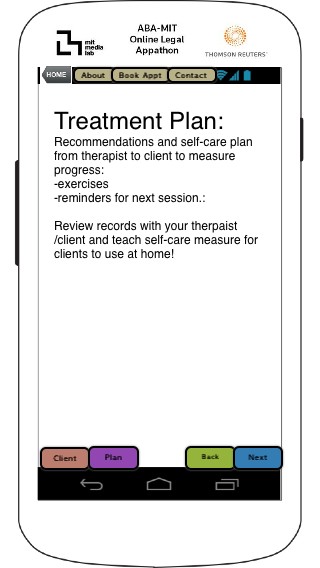 mit
media
lab
ABA-MIT
Online Legal
Appathon
THOMSON REUTERS
HOME
About
Book Appt
Contact
Treatment Plan:
Recommendations and self-care plan
from therapist to client to measure
progress:
-exercises
-reminders for next session.:
Review records with your therpaist
/client and teach self-care measure for
clients to use at home!
Client
Plan
Back
Next